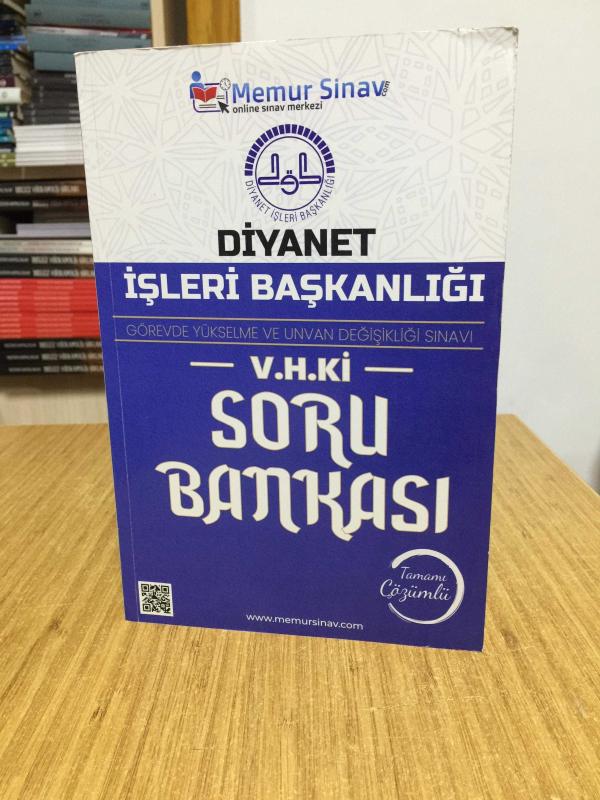 Memur Sinav.com
online sınav merkezi
DİYANET İŞLERİ BAŞKANLIĞI
DİYANET
İŞLERİ BAŞKANLIĞI
GÖREVDE YÜKSELME VE UNVAN DEĞİŞİKLİĞİ SINAVI
V.H.Kİ
SORU
BANKASI
Tamamı
Çözümlü
www.memursinav.com